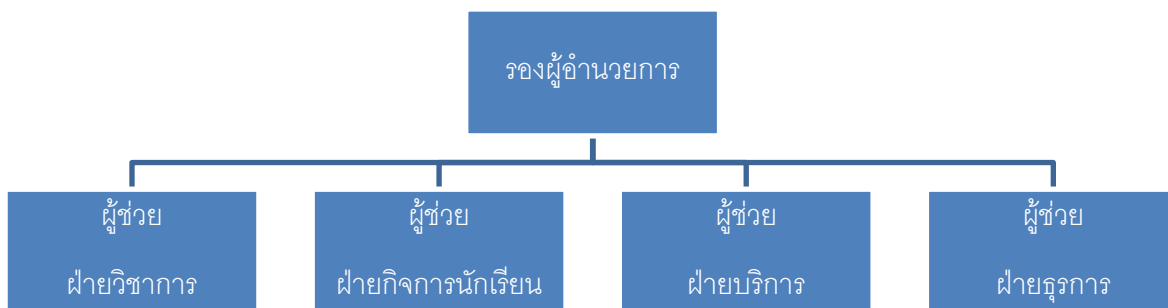 รองผู้อำนวยการ
ผู้ช่วย
ฝ่ายวิชาการ
ผู้ช่วย
ฝ่ายกิจการนักเรียน
ผู้ช่วย
ฝ่ายบริการ
ผู้ช่วย
ฝ่ายธุรการ